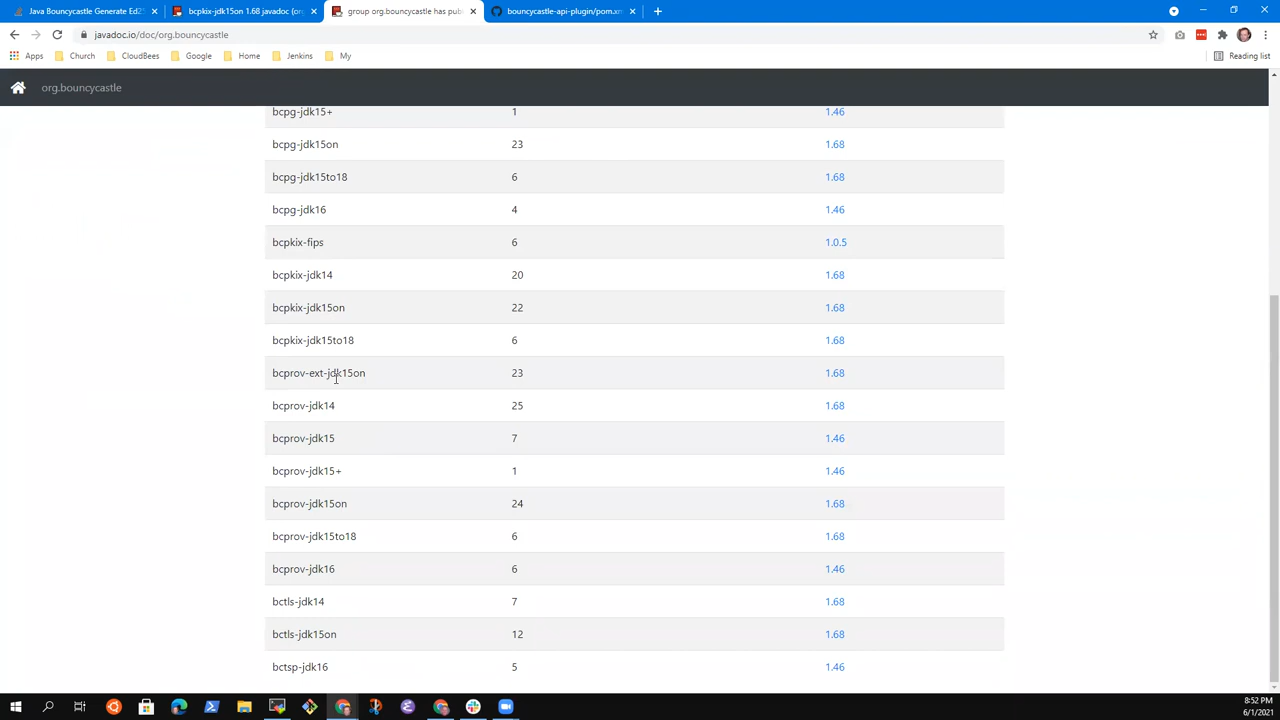 Java Bouncycastle Generate Ed25
bcpkix-jdk15on 1.68 javadoc (org
group org.bouncycastle has pub
bouncycastle-api-plugin/pom.xm
javadoc.io/doc/org.bouncycastle
Apps Church CloudBees Google Home Jenkins My Reading list
org.bouncycastle
bcpg-jdk15+ 1 1.46
bcpg-jdk15on 23 1.68
bcpg-jdk15to18 6 1.68
bcpg-jdk16 4 1.46
bcpkix-fips 6 1.0.5
bcpkix-jdk14 20 1.68
bcpkix-jdk15on 22 1.68
bcpkix-jdk15to18 6 1.68
bcprov-ext-jdk15on 23 1.68
bcprov-jdk14 25 1.68
bcprov-jdk15 7 1.46
bcprov-jdk15+ 1 1.46
bcprov-jdk15on 24 1.68
bcprov-jdk15to18 6 1.68
bcprov-jdk16 6 1.46
bctls-jdk14 7 1.68
bctls-jdk15on 12 1.68
bctsp-jdk16 5 1.46
8:52 PM
6/1/2021